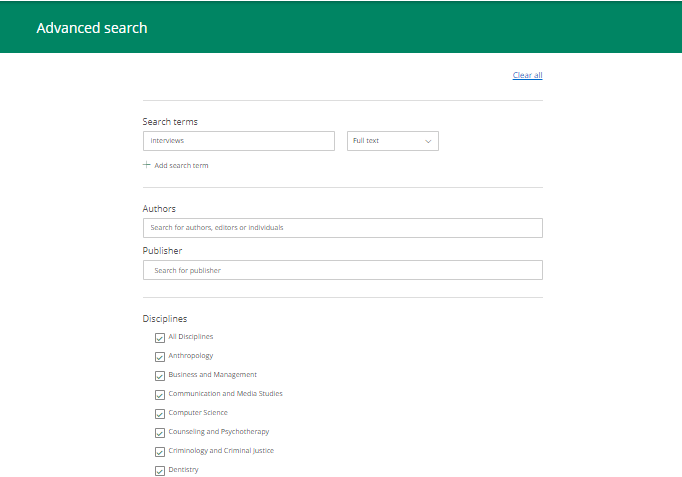 Advanced search
Clear all
Search terms
interviews
Full text
+ Add search term
Authors
Search for authors, editors or individuals
Publisher
Search for publisher
Disciplines
All Disciplines
Anthropology
Business and Management
Communication and Media Studies
Computer Science
Counseling and Psychotherapy
Criminology and Criminal Justice
Dentistry